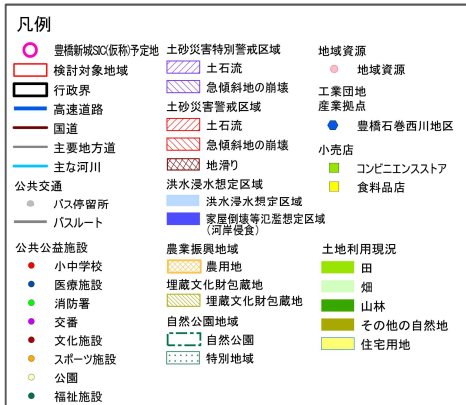 凡例
豊橋新城SIC(仮称)予定地
検討対象地域
行政界
高速道路
国道
主要地方道
主な河川
公共交通
バス停留所
バスルート
公共公益施設
小中学校
医療施設
消防署
交番
文化施設
スポーツ施設
公園
福祉施設
土砂災害特別警戒区域
土石流
急傾斜地の崩壊
土砂災害警戒区域
土石流
急傾斜地の崩壊
地滑り
洪水浸水想定区域
洪水浸水想定区域
家屋倒壊等氾濫想定区域
(河岸侵食)
農業振興地域
農用地
埋蔵文化財包蔵地
埋蔵文化財包蔵地
自然公園地域
自然公園
特別地域
地域資源
地域資源
工業団地
産業拠点
豊橋石巻西川地区
小売店
コンビニエンスストア
食料品店
土地利用現況
田
畑
山林
その他の自然地
住宅用地